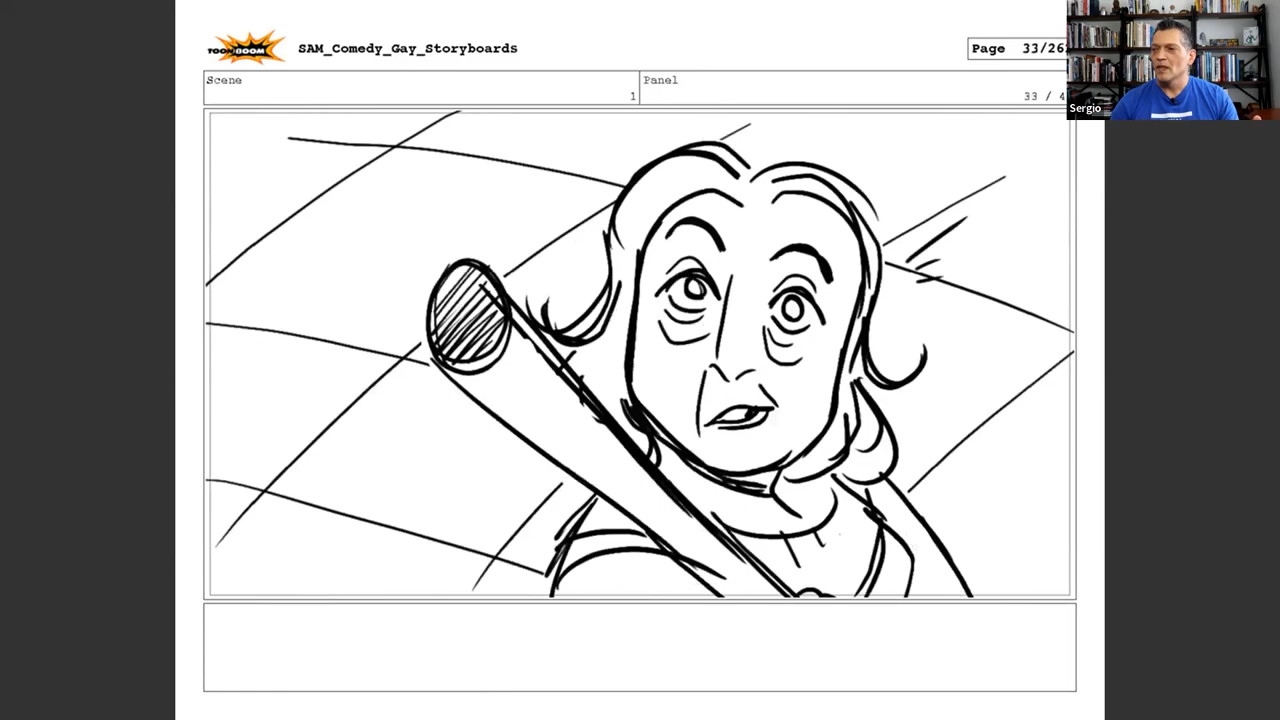 TOON BOOM
SAM_Comedy_Gay_Storyboards
Page 33/26
Scene
1
Panel
33 / 4
Sergio